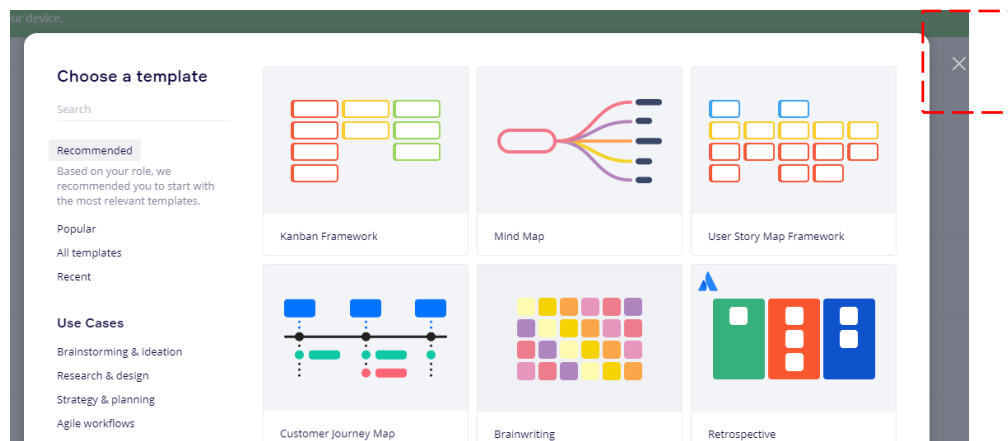 ur device.
Choose a template
Search
Recommended
Based on your role, we
recommended you to start with
the most relevant templates.
Popular
All templates
Recent
Use Cases
Brainstorming & ideation
Research & design
Strategy & planning
Agile workflows
Kanban Framework
Mind Map
User Story Map Framework
Customer Journey Map
Brainwriting
Retrospective